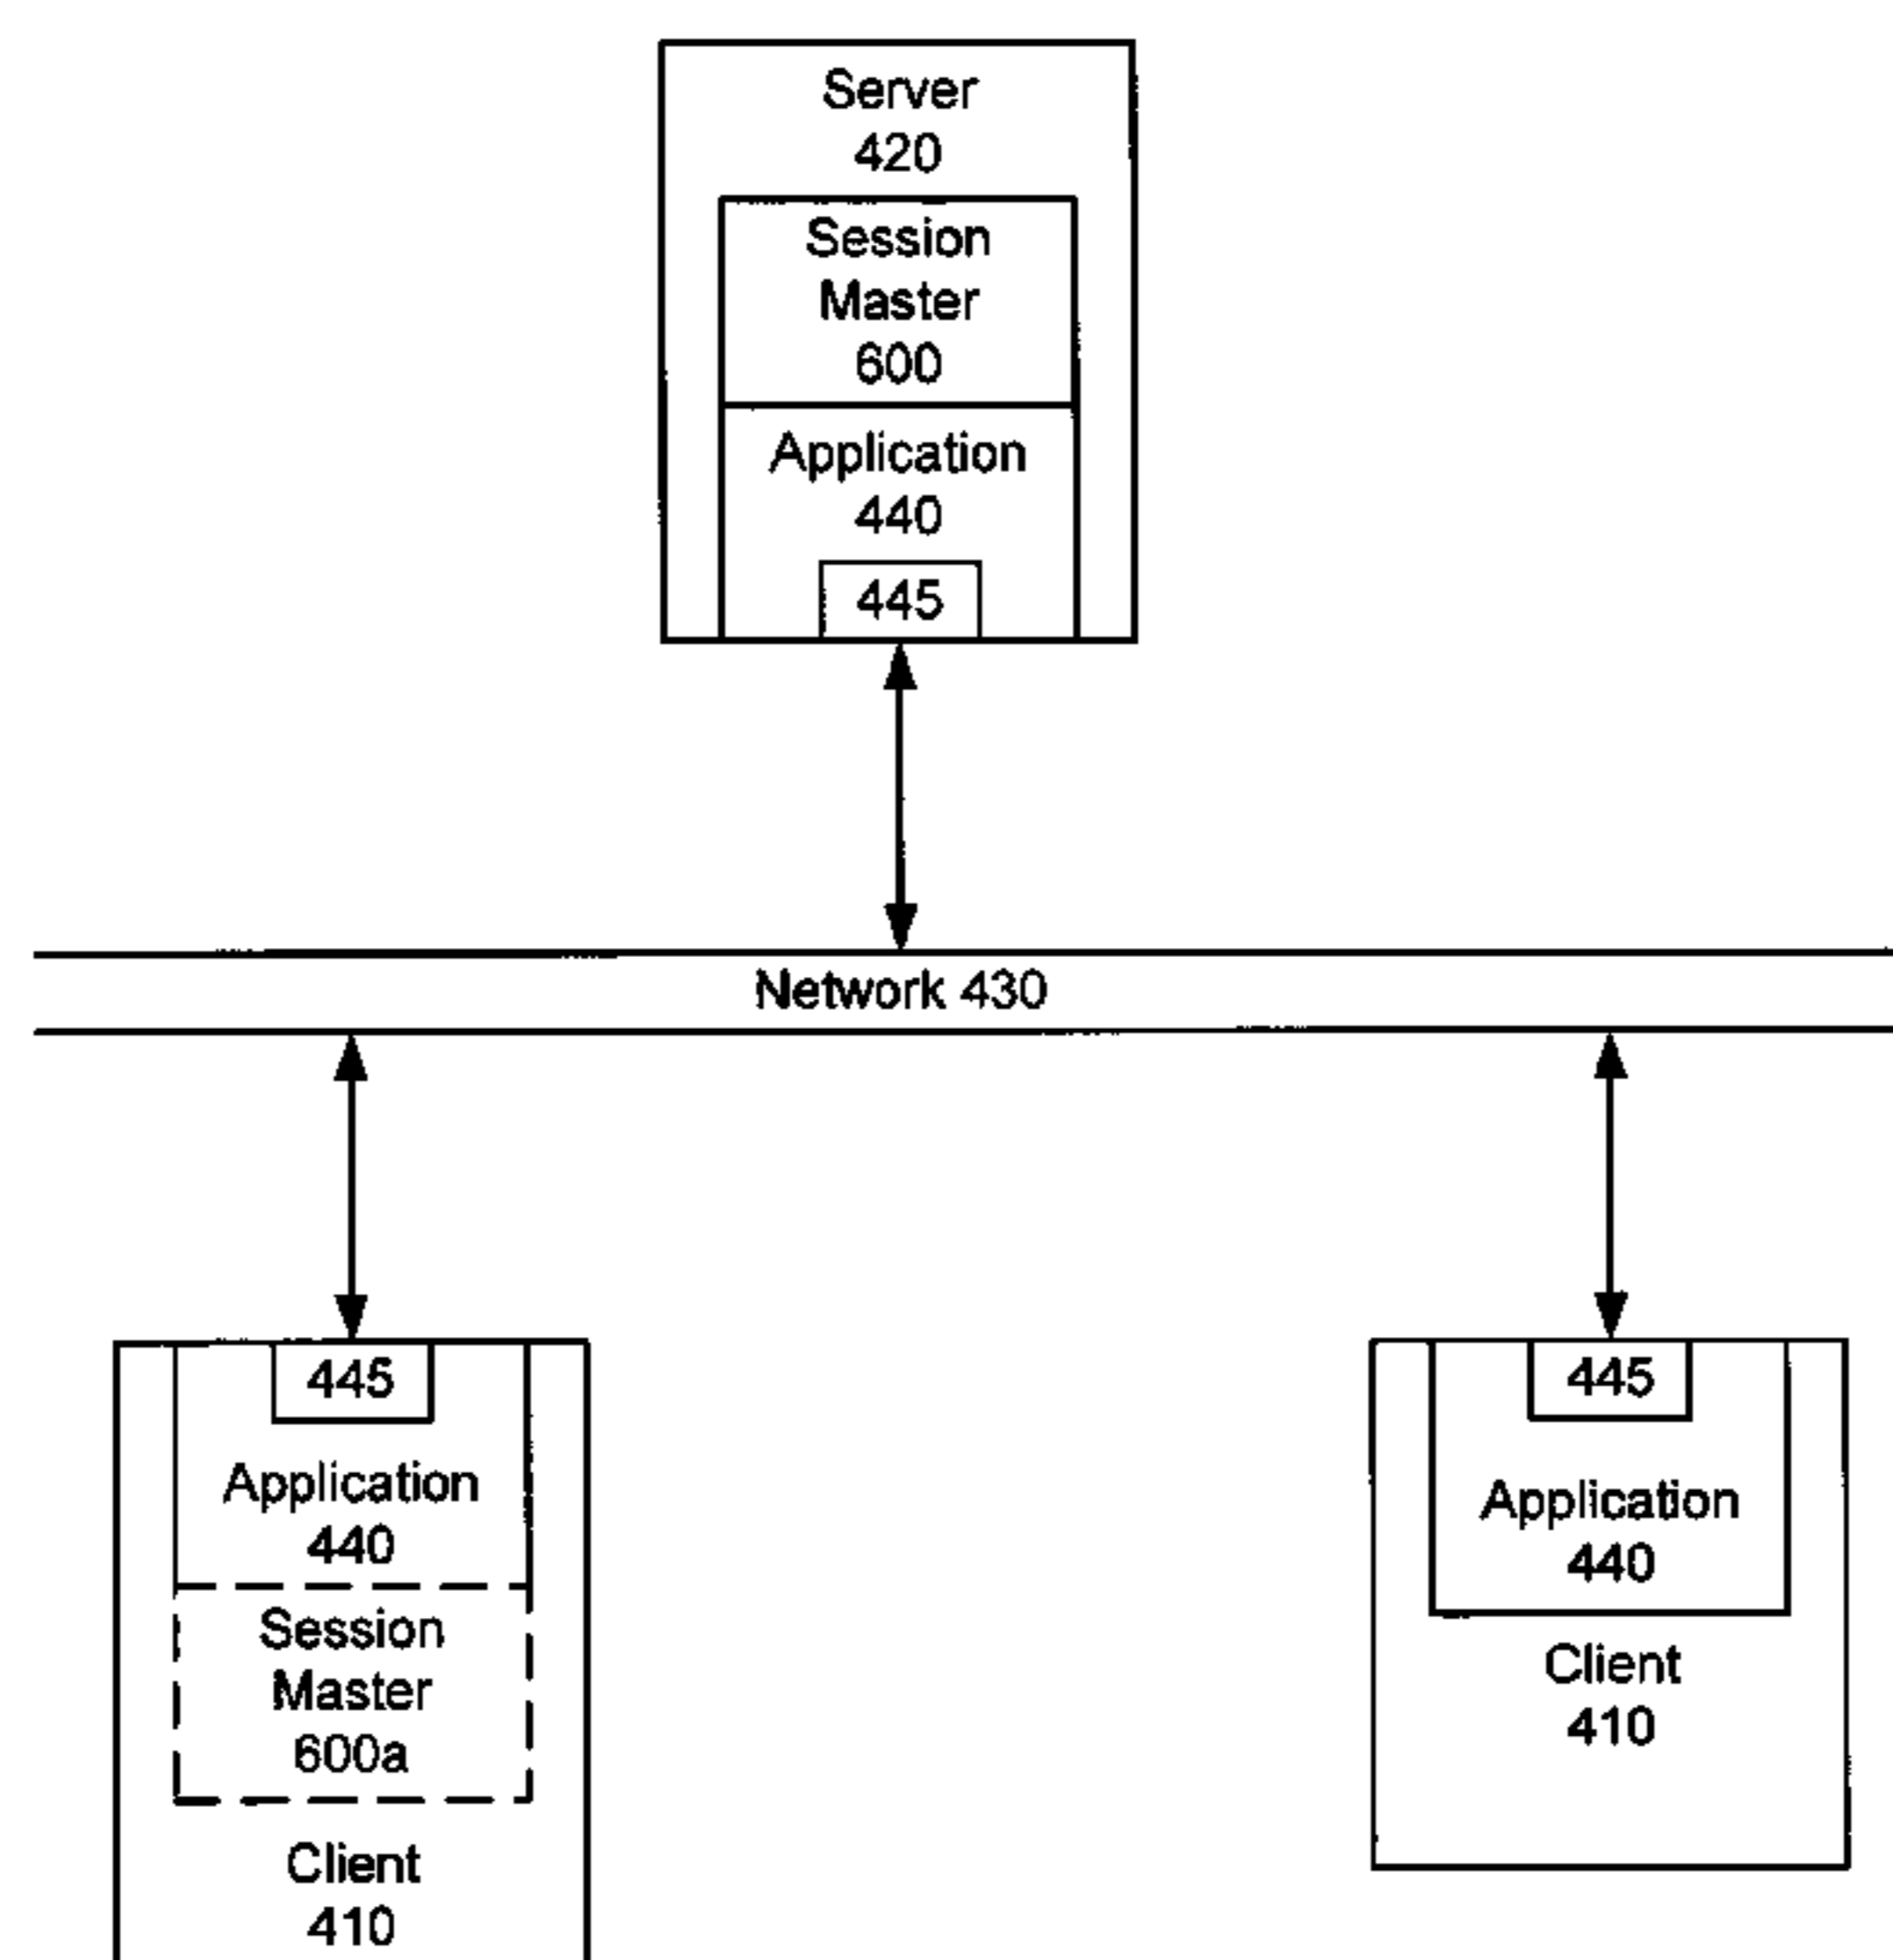 Server
420
Session
Master
600
Application
440
445
Network 430
445
Application
440
Session
Master
600a
Client
410
445
Application
440
Client
410